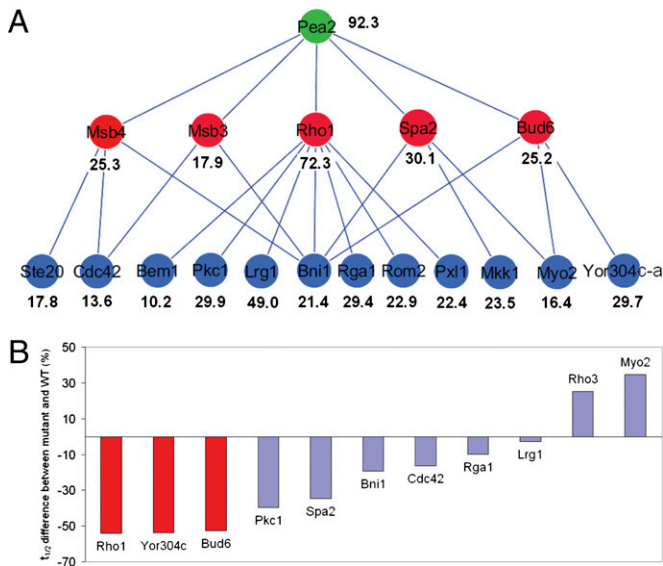 A
Pea2 92.3
Msb4 Msb3 Rho1 Spa2 Bud6
25.3 17.9 72.3 30.1 25.2
Ste20 Cdc42 Bem1 Pkc1 Lrg1 Bni1 Rga1 Rom2 Pxl1 Mkk1 Myo2 Yor304c-a
17.8 13.6 10.2 29.9 49.0 21.4 29.4 22.9 22.4 23.5 16.4 29.7
B
t1/2 difference between mutant and WT (%)
50
30
10
-10
-30
-50
-70
Rho1 Yor304c Bud6 Pkc1 Spa2 Bni1 Cdc42 Rga1 Lrg1 Rho3 Myo2